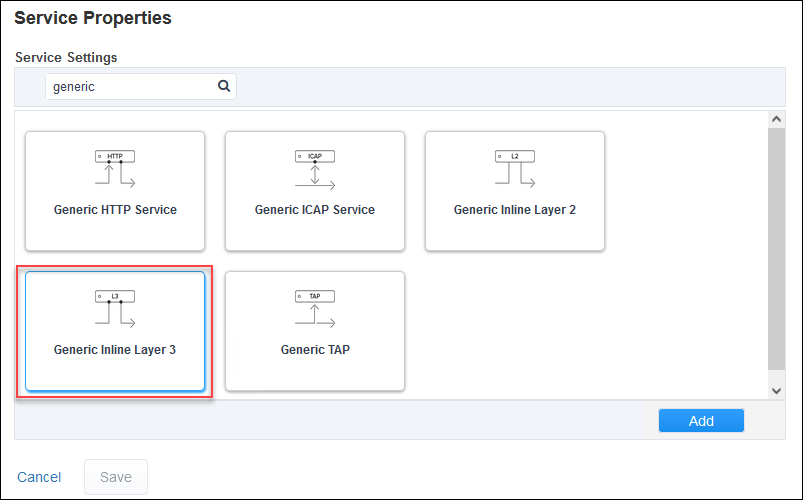 Service Properties
Service Settings
generic
HTTP
ICAP
L2
Generic HTTP Service
Generic ICAP Service
Generic Inline Layer 2
L3
TAP
Generic Inline Layer 3
Generic TAP
Add
Cancel
Save